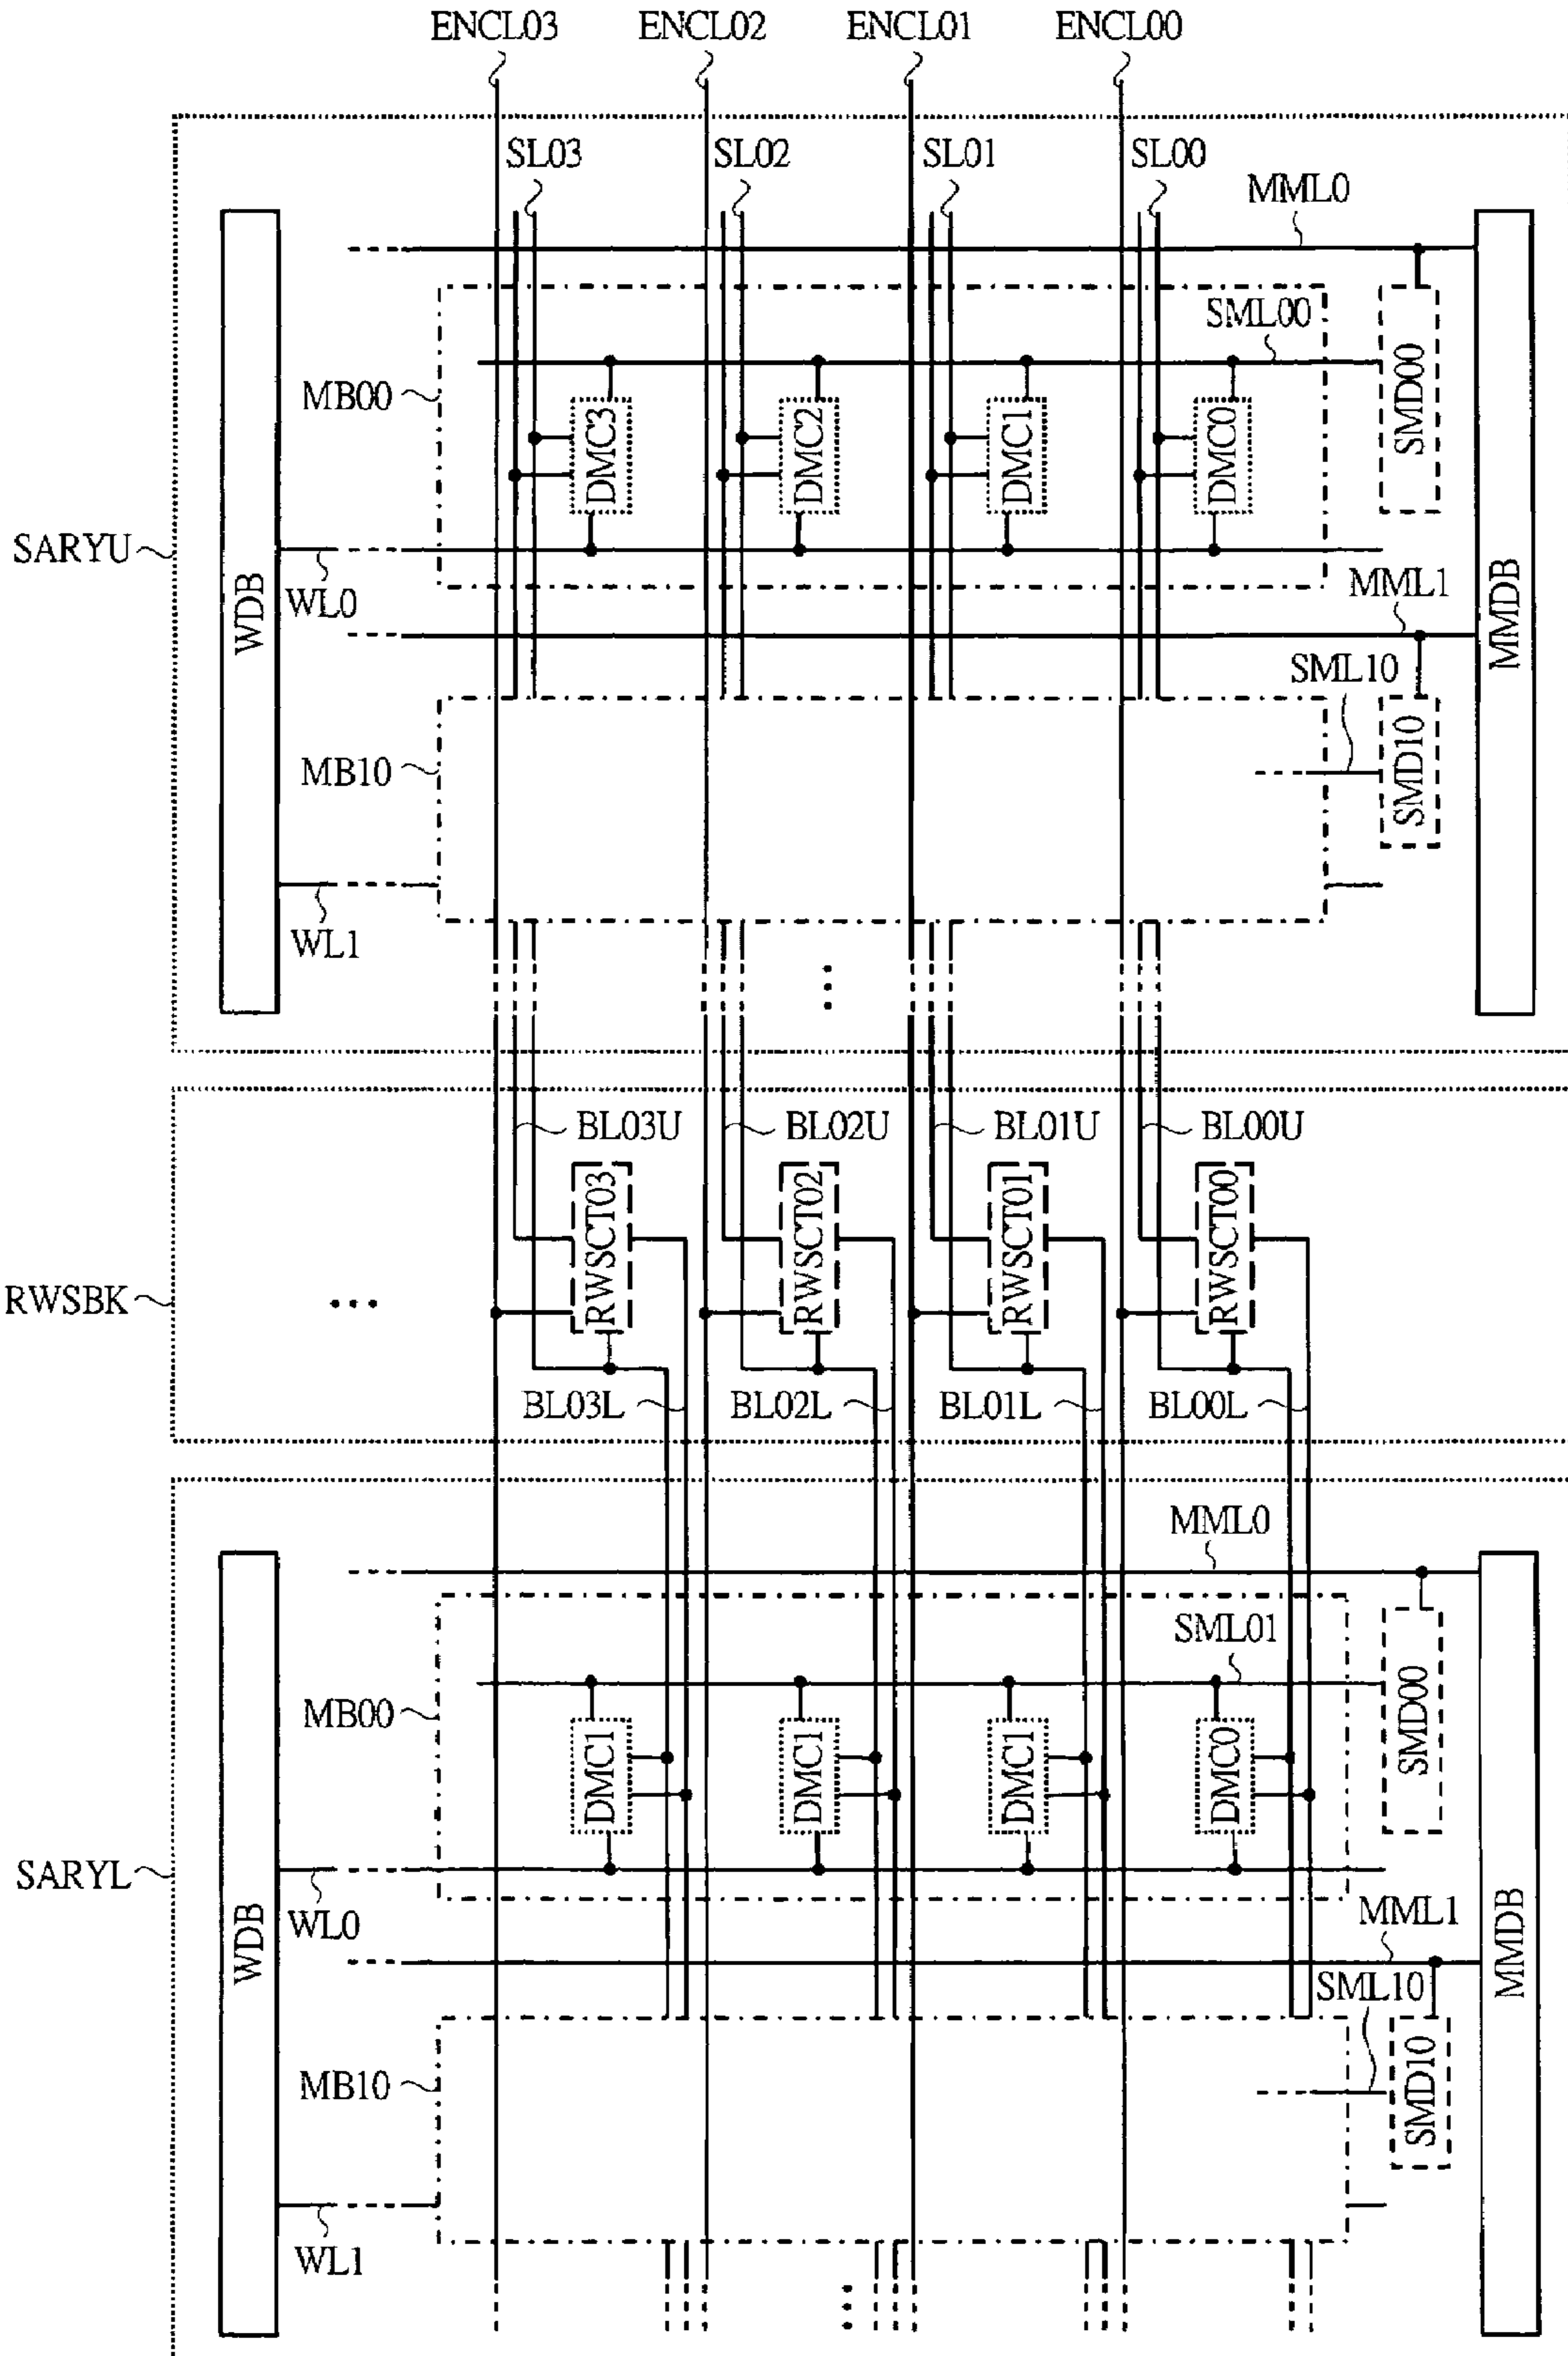 ENCL03 ENCL02 ENCL01 ENCL00
SL03 SL02 SL01 SL00
MML0
SML00
MB00
DMC3 DMC2 DMC1 DMC0
SMD00
SARYU
WDB
WL0
MML1
MMDB
SML10
MB10
SMD10
WL1
BL03U BL02U BL01U BL00U
RWSCT03 RWSCT02 RWSCT01 RWSCT00
RWSBK
BL03L BL02L BL01L BL00L
MML0
SML01
MB00
DMC1 DMC1 DMC1 DMC0
SMD00
SARYL
WDB
WL0
MML1
MMDB
SML10
MB10
SMD10
WL1